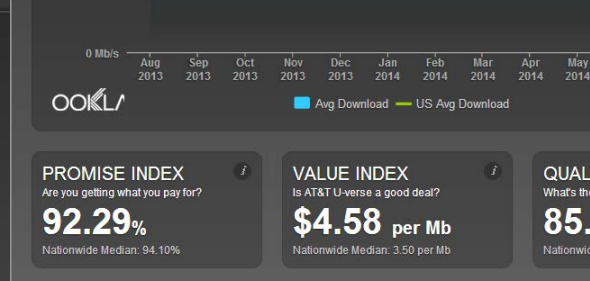 0 Mb/s
Aug Sep Oct Nov Dec Jan Feb Mar Apr May
2013 2013 2013 2013 2013 2014 2014 2014 2014 2014
OOKLA
Avg Download US Avg Download
PROMISE INDEX i
Are you getting what you pay for?
92.29%
Nationwide Median: 94.10%
VALUE INDEX i
Is AT&T U-verse a good deal?
$4.58 per Mb
Nationwide Median: 3.50 per Mb
QUAL
What's th
85.
Nationwi